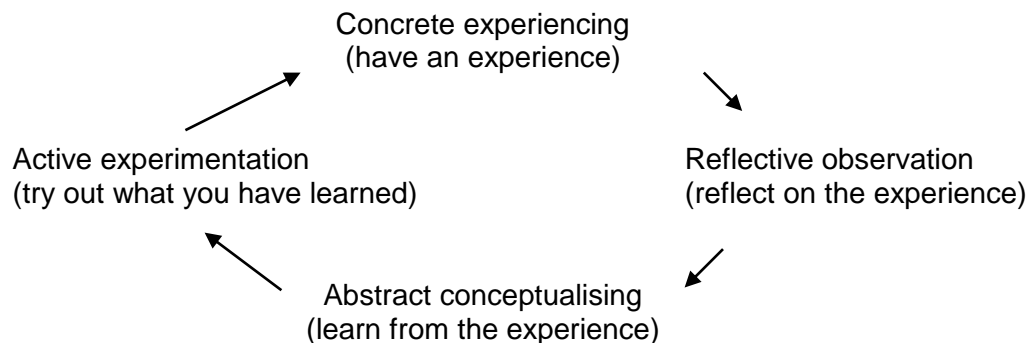 Concrete experiencing
(have an experience)
Active experimentation
(try out what you have learned)
Reflective observation
(reflect on the experience)
Abstract conceptualising
(learn from the experience)